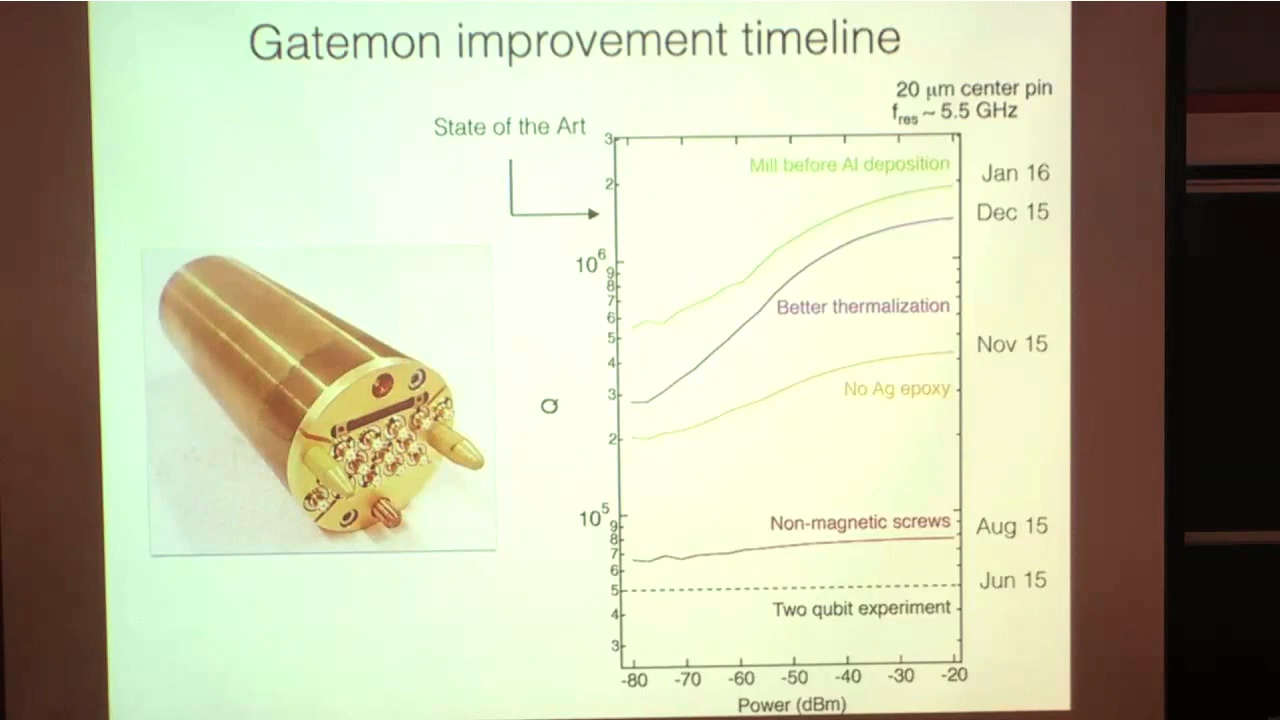 Gatemon improvement timeline
20 μm center pin
fres ~ 5.5 GHz
State of the Art
3
2
10^6
9
8
7
6
5
4
3
2
10^5
9
8
7
6
5
4
3
Q
Mill before Al deposition
Jan 16
Dec 15
Better thermalization
Nov 15
No Ag epoxy
Non-magnetic screws
Aug 15
Jun 15
Two qubit experiment
-80 -70 -60 -50 -40 -30 -20
Power (dBm)